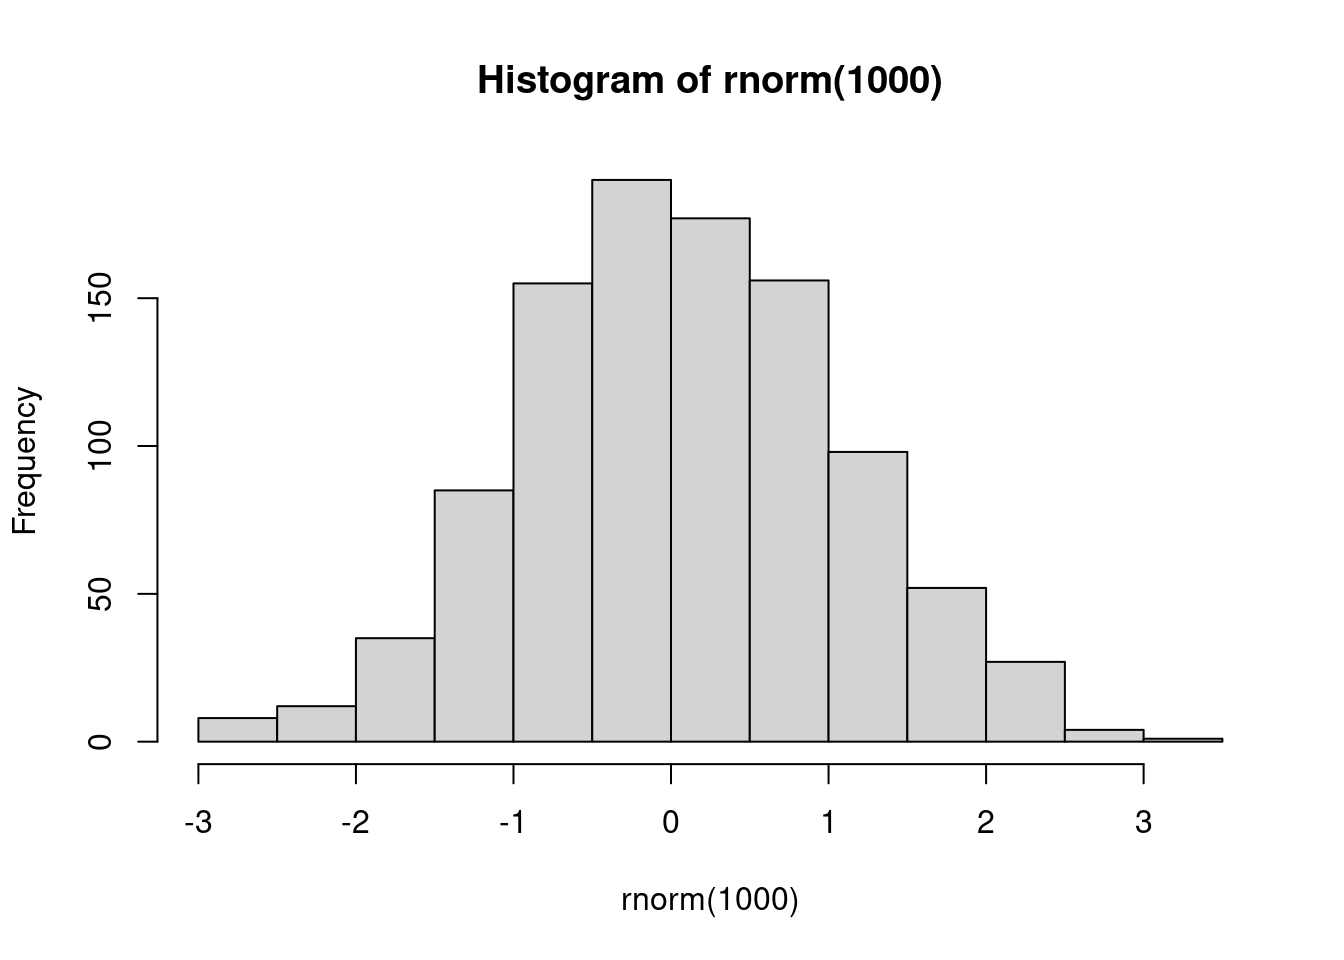 Histogram of rnorm(1000)
Frequency
150
100
50
0
-3 -2 -1 0 1 2 3
rnorm(1000)